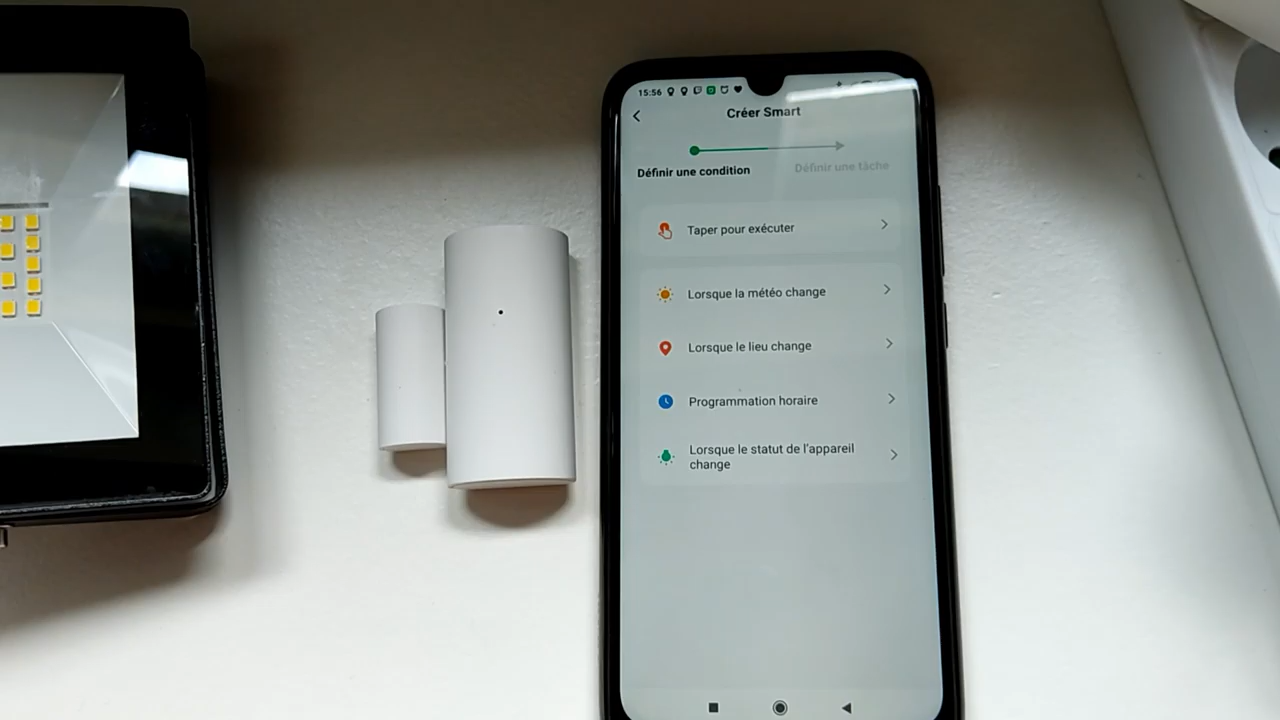 15:56
Créer Smart
Définir une condition
Définir une tâche
Taper pour exécuter
Lorsque la météo change
Lorsque le lieu change
Programmation horaire
Lorsque le statut de l'appareil
change